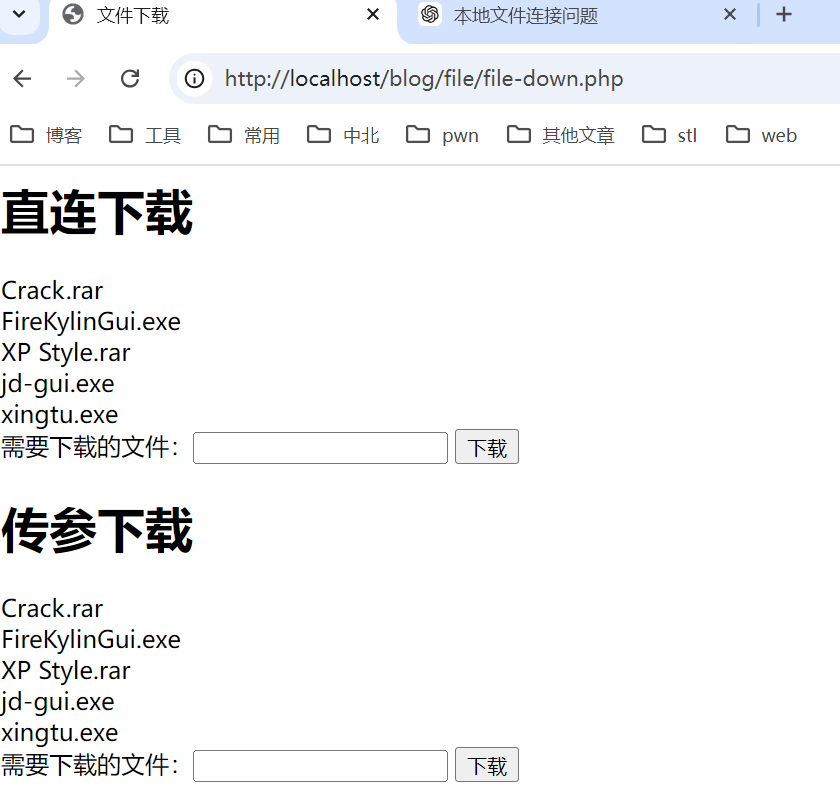 文件下载 本地文件连接问题
http://localhost/blog/file/file-down.php
博客 工具 常用 中北 pwn 其他文章 stl web
直连下载
Crack.rar
FireKylinGui.exe
XP Style.rar
jd-gui.exe
xingtu.exe
需要下载的文件： 下载
传参下载
Crack.rar
FireKylinGui.exe
XP Style.rar
jd-gui.exe
xingtu.exe
需要下载的文件： 下载